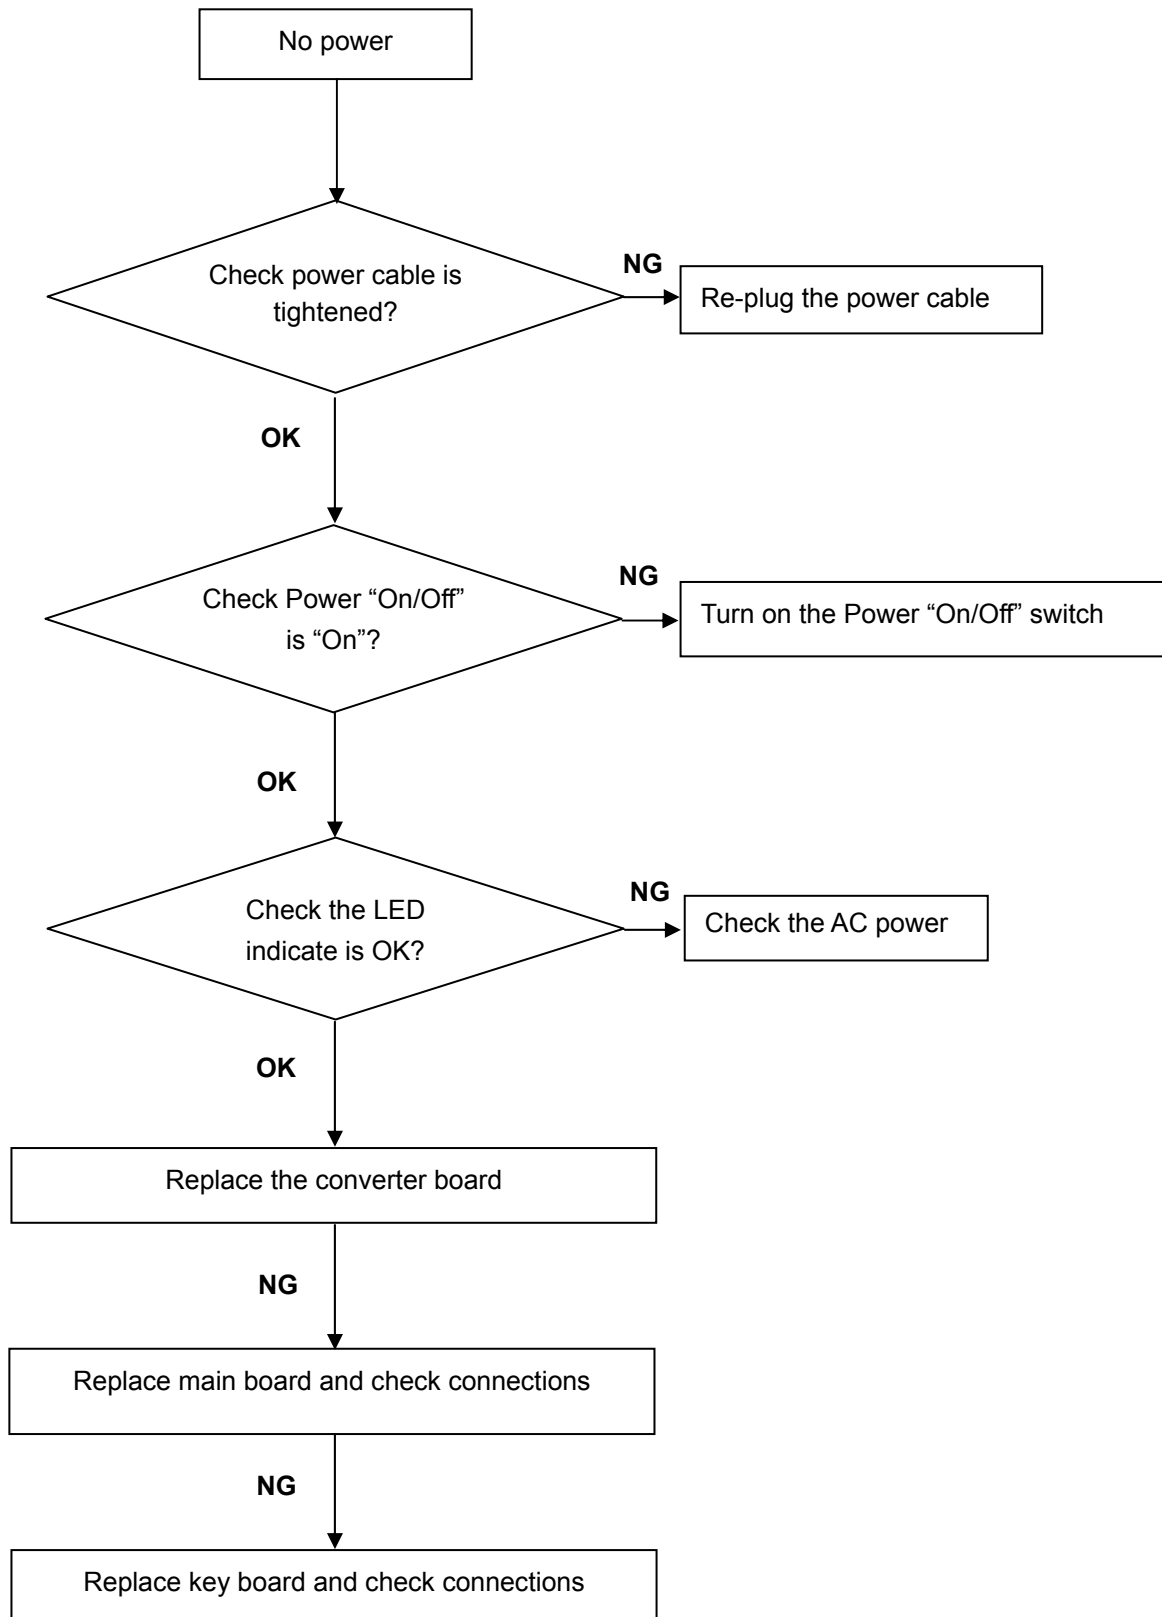 No power
Check power cable is
tightened?
NG
Re-plug the power cable
OK
Check Power “On/Off”
is “On”?
NG
Turn on the Power “On/Off” switch
OK
Check the LED
indicate is OK?
NG
Check the AC power
OK
Replace the converter board
NG
Replace main board and check connections
NG
Replace key board and check connections